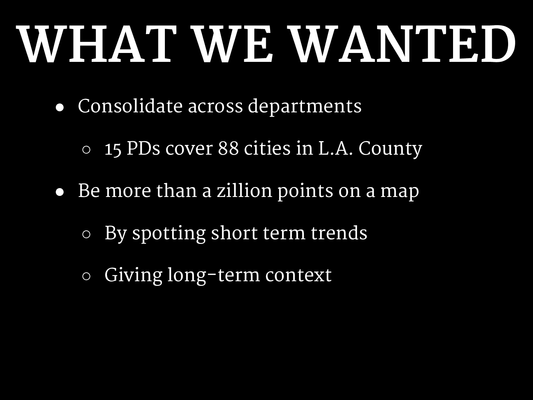 WHAT WE WANTED
● Consolidate across departments
○ 15 PDs cover 88 cities in L.A. County
● Be more than a zillion points on a map
○ By spotting short term trends
○ Giving long-term context